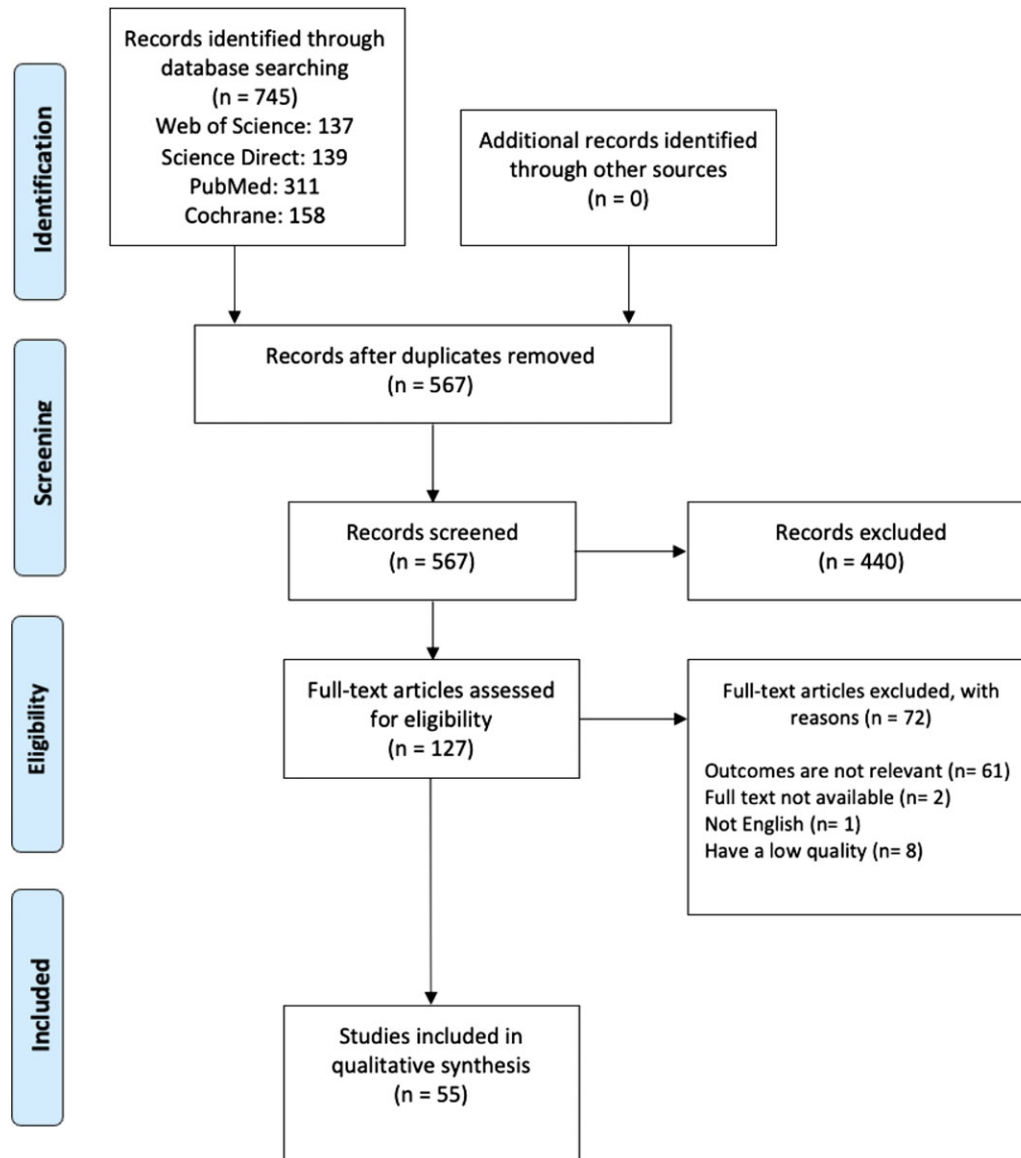 Identification
Records identified through
database searching
(n = 745)
Web of Science: 137
Science Direct: 139
PubMed: 311
Cochrane: 158
Additional records identified
through other sources
(n = 0)
Screening
Records after duplicates removed
(n = 567)
Records screened
(n = 567)
Records excluded
(n = 440)
Eligibility
Full-text articles assessed
for eligibility
(n = 127)
Full-text articles excluded, with
reasons (n = 72)
Outcomes are not relevant (n= 61)
Full text not available (n= 2)
Not English (n= 1)
Have a low quality (n= 8)
Included
Studies included in
qualitative synthesis
(n = 55)